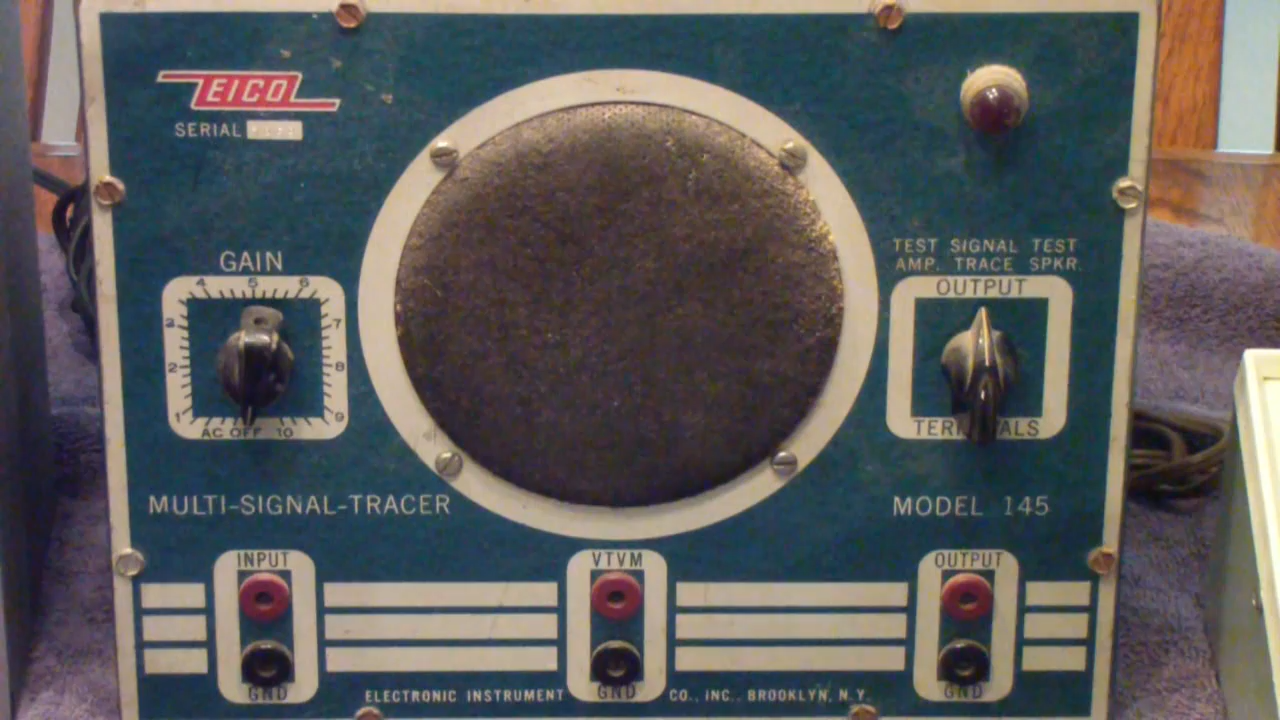 EICO
SERIAL
GAIN
1 2 3 4 5 6 7 8 9 10
AC OFF
TEST SIGNAL TEST
AMP. TRACE SPKR.
OUTPUT
MULTI-SIGNAL-TRACER
MODEL 145
INPUT
GND
VTVM
GND
OUTPUT
GND
ELECTRONIC INSTRUMENT CO., INC. BROOKLYN, N.Y.